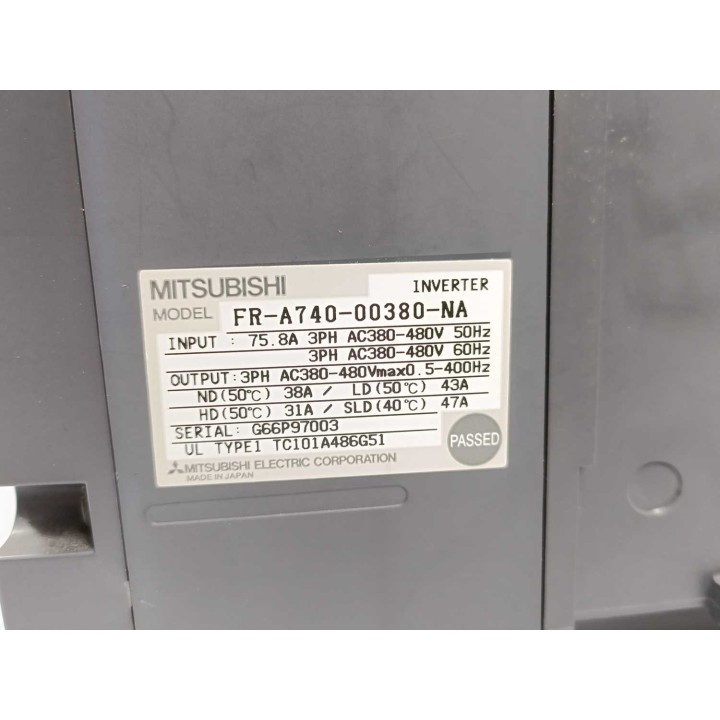 MITSUBISHI INVERTER
MODEL FR-A740-00380-NA
INPUT : 75.8A 3PH AC380-480V 50Hz
3PH AC380-480V 60Hz
OUTPUT:3PH AC380-480Vmax0.5-400Hz
ND(50℃) 38A / LD(50℃) 43A
HD(50℃) 31A / SLD(40℃) 47A
SERIAL: G66P97003
UL TYPE1 TC101A486G51
PASSED
MITSUBISHI ELECTRIC CORPORATION
MADE IN JAPAN